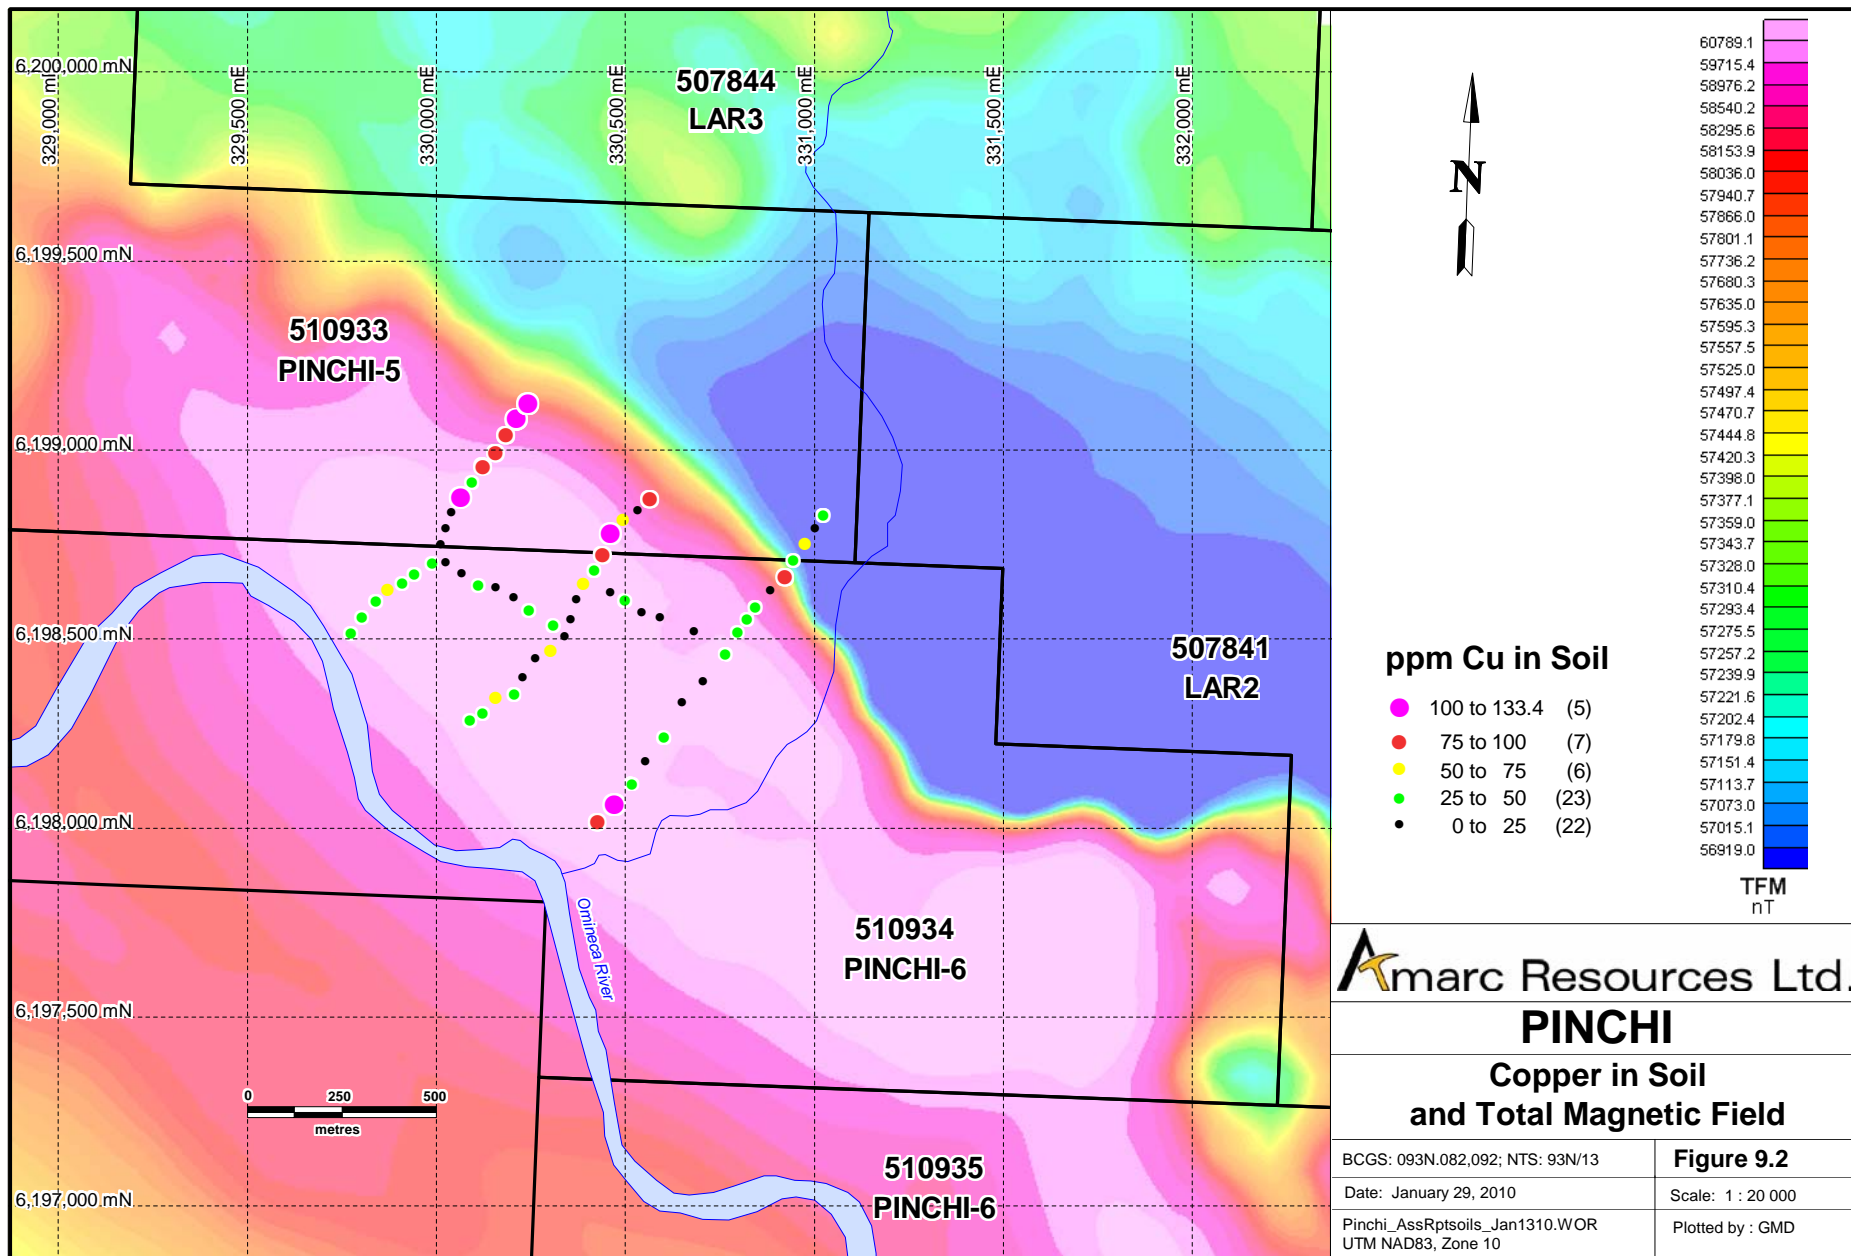 6,200,000 mN
6,199,500 mN
6,199,000 mN
6,198,500 mN
6,198,000 mN
6,197,500 mN
6,197,000 mN
329,000 mE
329,500 mE
330,000 mE
330,500 mE
331,000 mE
331,500 mE
332,000 mE
507844
LAR3
510933
PINCHI-5
507841
LAR2
510934
PINCHI-6
510935
PINCHI-6
Omineca River
0 250 500
metres
N
ppm Cu in Soil
100 to 133.4 (5)
75 to 100 (7)
50 to 75 (6)
25 to 50 (23)
0 to 25 (22)
60789.1
59715.4
58976.2
58540.2
58295.6
58153.9
58036.0
57940.7
57866.0
57801.1
57736.2
57680.3
57635.0
57595.3
57557.5
57525.0
57497.4
57470.7
57444.8
57420.3
57398.0
57377.1
57359.0
57343.7
57328.0
57310.4
57293.4
57275.5
57257.2
57239.9
57221.6
57202.4
57179.8
57151.4
57113.7
57073.0
57015.1
56919.0
TFM
nT
Amarc Resources Ltd.
PINCHI
Copper in Soil
and Total Magnetic Field
BCGS: 093N.082,092; NTS: 93N/13
Figure 9.2
Date: January 29, 2010
Scale: 1 : 20 000
Pinchi_AssRptsoils_Jan1310.WOR
UTM NAD83, Zone 10
Plotted by : GMD